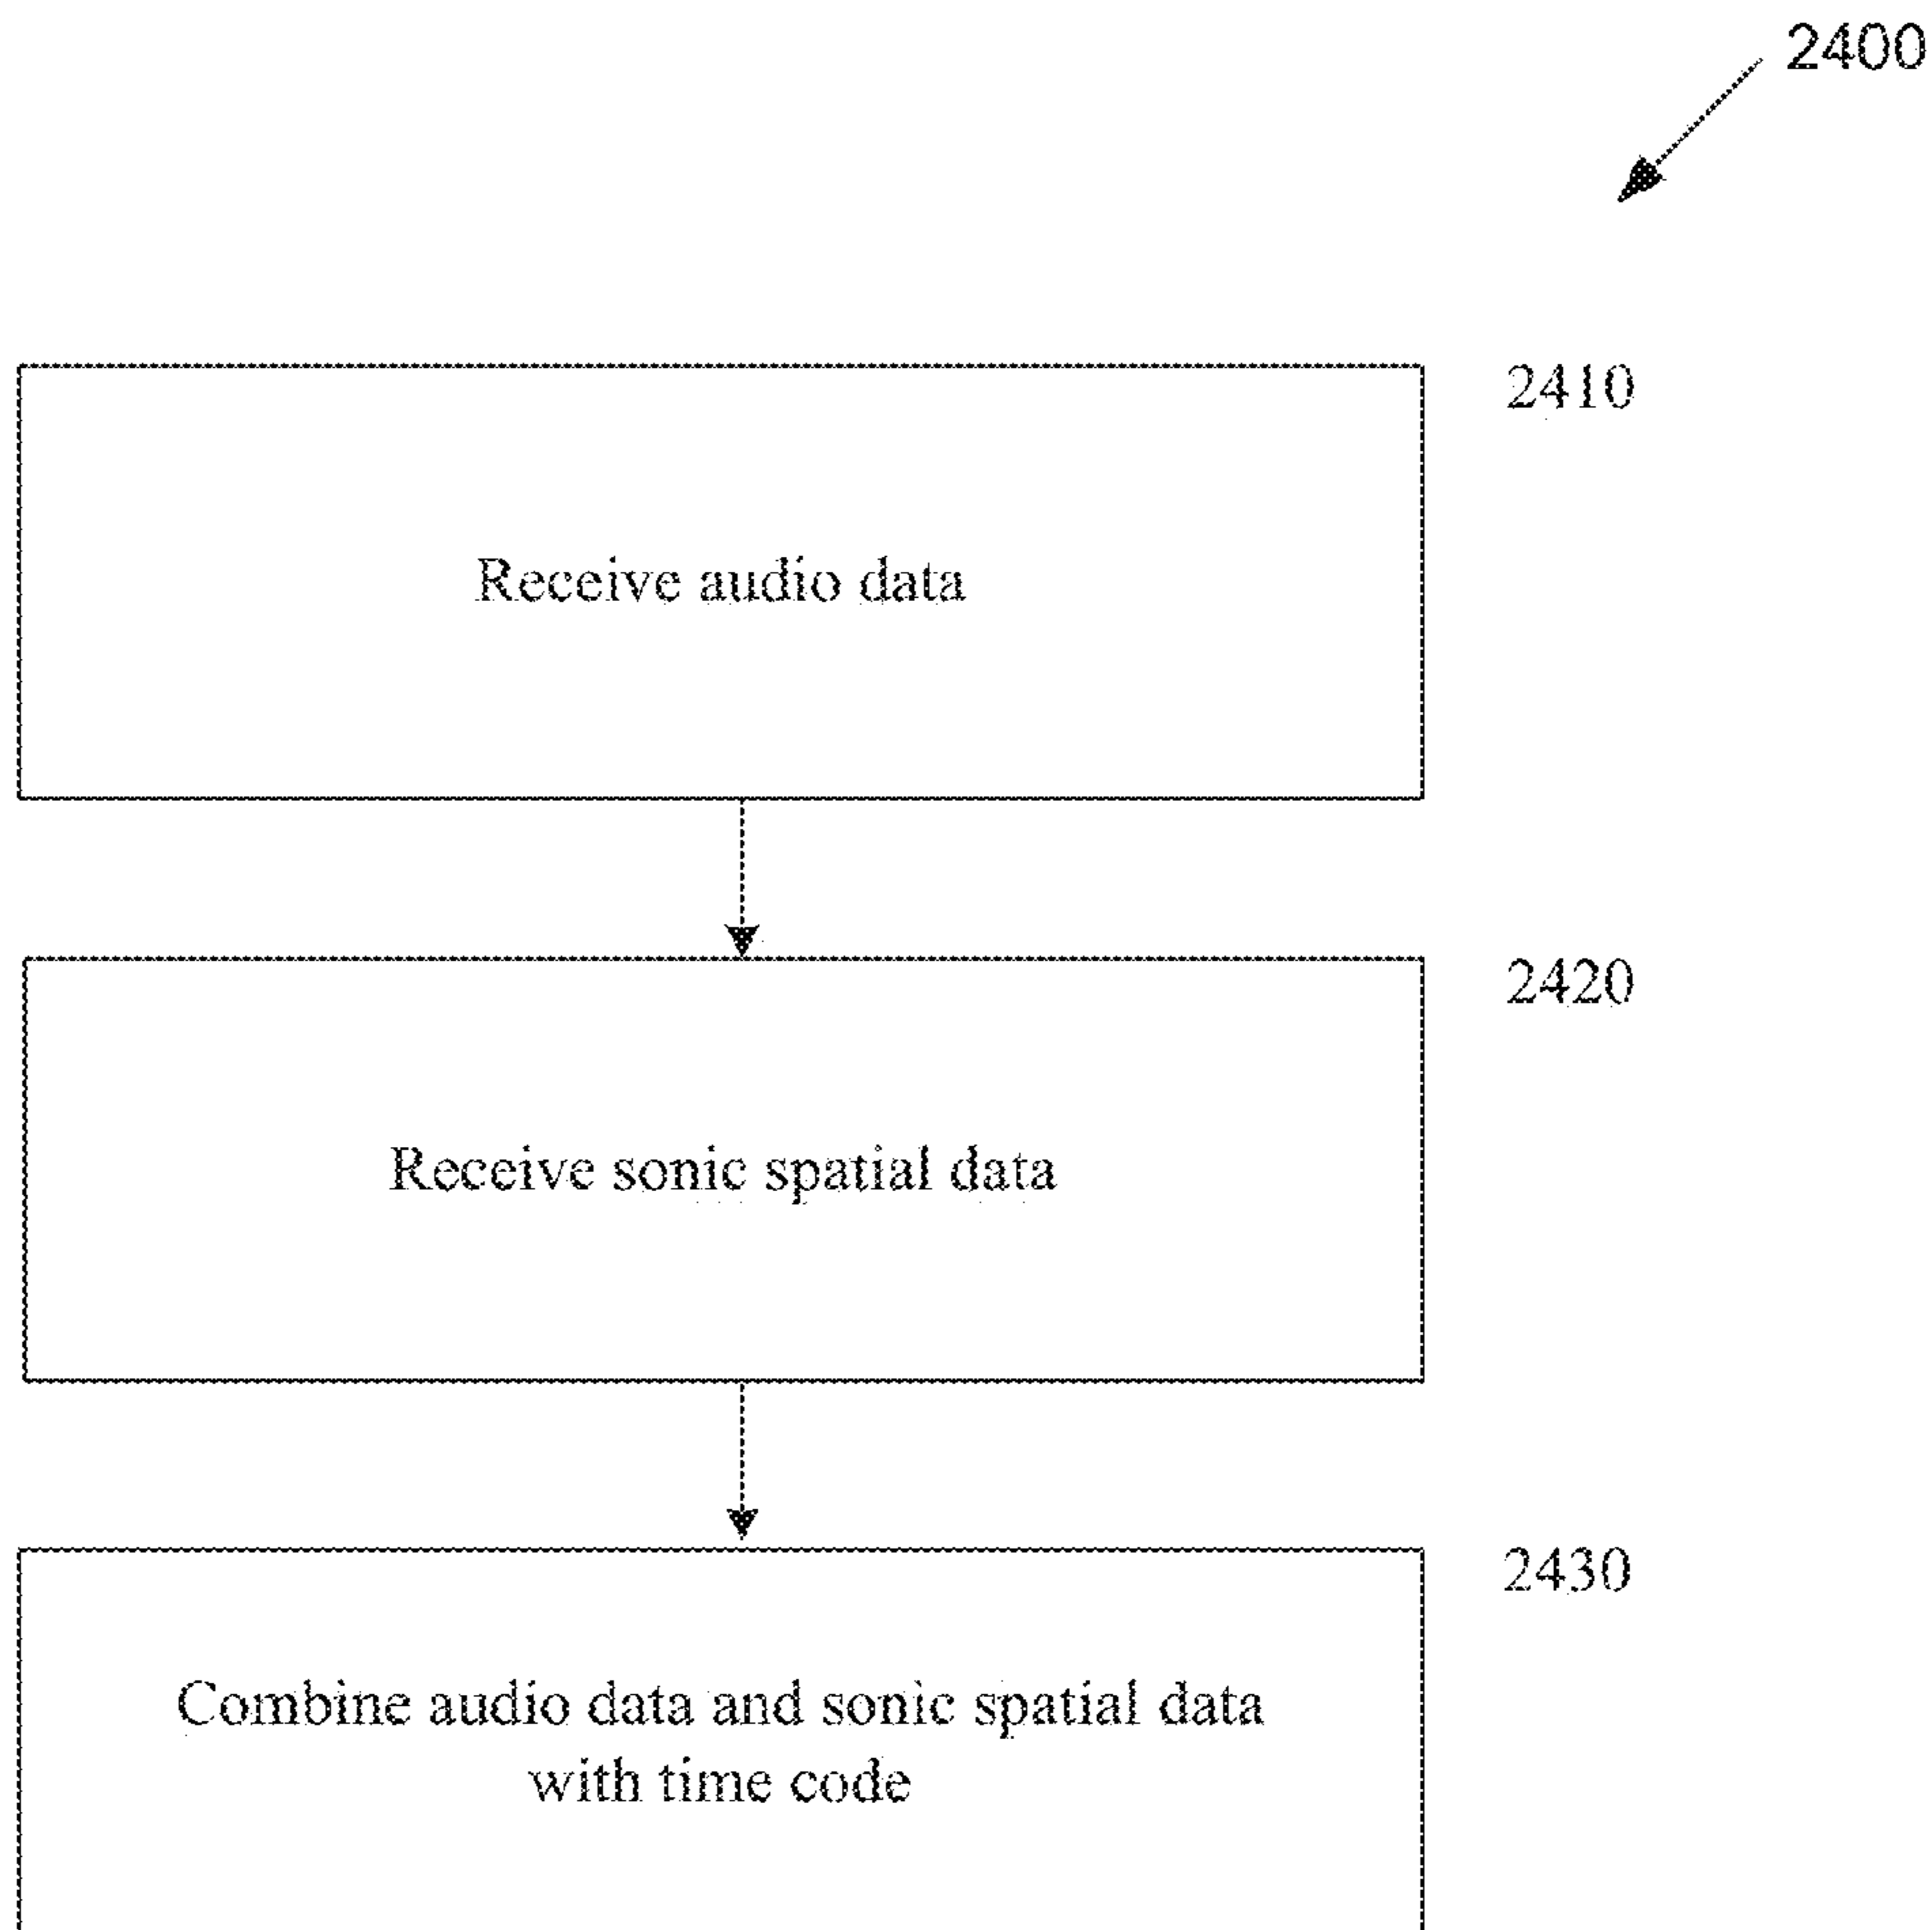 2400
2410
Receive audio data
2420
Receive sonic spatial data
2430
Combine audio data and sonic spatial data
with time code